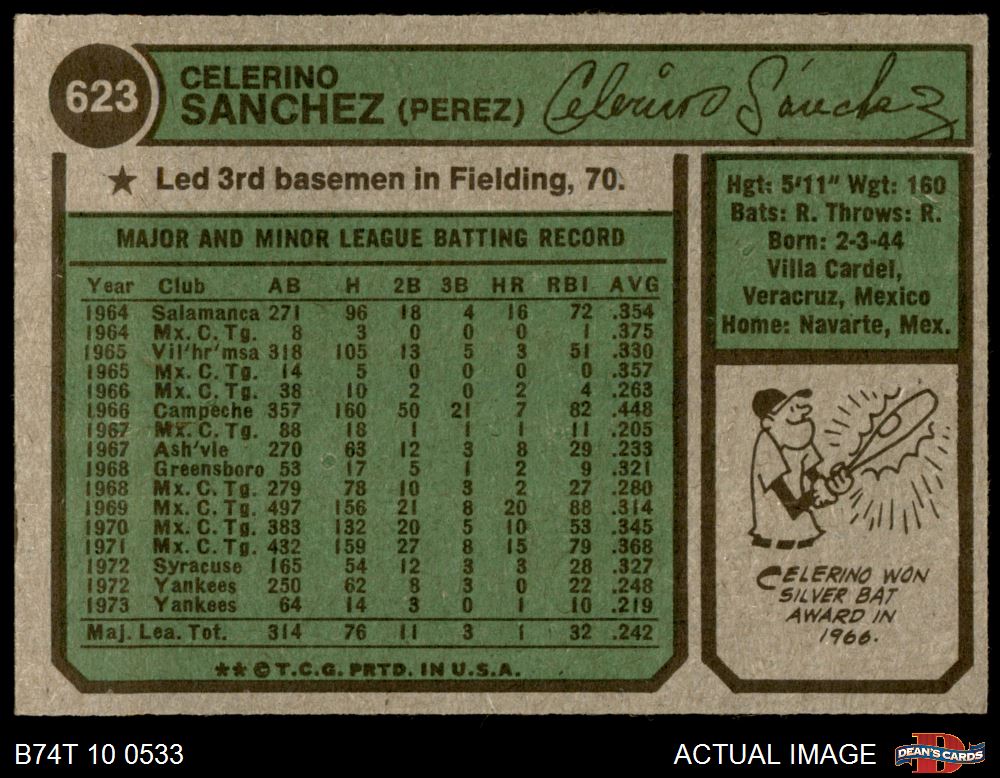 623
CELERINO
SANCHEZ (PEREZ)
Celerino Sánchez
★ Led 3rd basemen in Fielding, 70.
MAJOR AND MINOR LEAGUE BATTING RECORD
Year Club AB H 2B 3B HR RBI AVG
1964 Salamanca 271 96 18 4 16 72 .354
1964 Mx. C. Tg. 8 3 0 0 0 1 .375
1965 Vil'hr'msa 318 105 13 5 3 51 .330
1965 Mx. C. Tg. 14 5 0 0 0 0 .357
1966 Mx. C. Tg. 38 10 2 0 2 4 .263
1966 Campeche 357 160 50 21 7 82 .448
1967 Mx. C. Tg. 88 18 1 1 1 11 .205
1967 Ash'vle 270 63 12 3 8 29 .233
1968 Greensboro 53 17 5 1 2 9 .321
1968 Mx. C. Tg. 279 78 10 3 2 27 .280
1969 Mx. C. Tg. 497 156 21 8 20 88 .314
1970 Mx. C. Tg. 383 132 20 5 10 53 .345
1971 Mx. C. Tg. 432 159 27 8 15 79 .368
1972 Syracuse 165 54 12 3 3 28 .327
1972 Yankees 250 62 8 3 0 22 .248
1973 Yankees 64 14 3 0 1 10 .219
Maj. Lea. Tot. 314 76 11 3 1 32 .242
**©T.C.G. PRTD. IN U.S.A.
Hgt: 5'11" Wgt: 160
Bats: R. Throws: R.
Born: 2-3-44
Villa Cardel,
Veracruz, Mexico
Home: Navarte, Mex.
CELERINO WON
SILVER BAT
AWARD IN
1966.
B74T 10 0533
ACTUAL IMAGE
DEAN'S CARDS